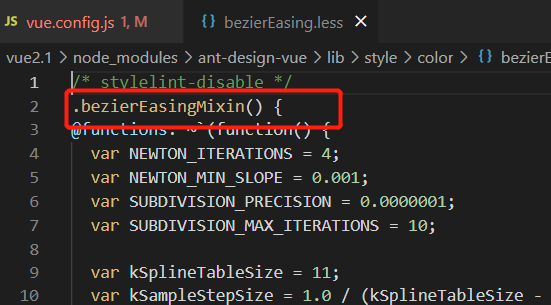 JS vue.config.js 1, M {} bezierEasing.less
vue2.1 > node_modules > ant-design-vue > lib > style > color > {} bezierE
1 /* stylelint-disable */
2 .bezierEasingMixin() {
3 @functions: ~`(function() {
4 var NEWTON_ITERATIONS = 4;
5 var NEWTON_MIN_SLOPE = 0.001;
6 var SUBDIVISION_PRECISION = 0.0000001;
7 var SUBDIVISION_MAX_ITERATIONS = 10;
8
9 var kSplineTableSize = 11;
10 var kSampleStepSize = 1.0 / (kSplineTableSize -